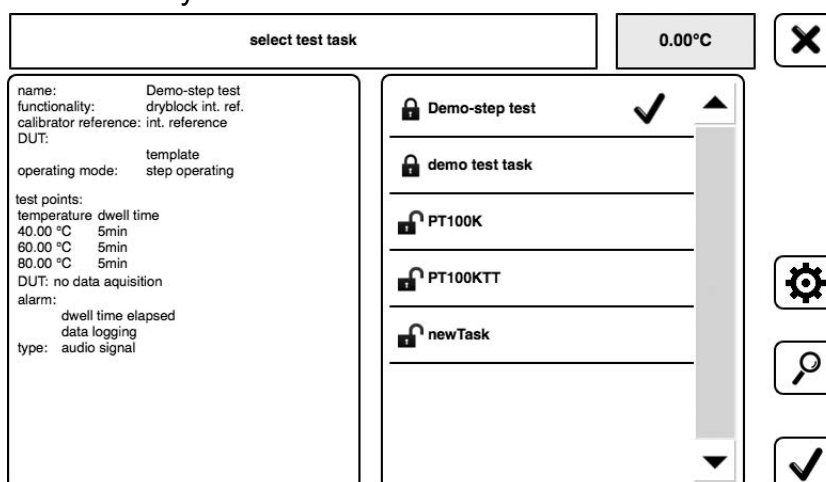 select test task
0.00°C
name: Demo-step test
functionality: dryblock int. ref.
calibrator reference: int. reference
DUT:
template
operating mode: step operating
test points:
temperature dwell time
40.00 °C 5min
60.00 °C 5min
80.00 °C 5min
DUT: no data aquisition
alarm:
dwell time elapsed
data logging
type: audio signal
Demo-step test
demo test task
PT100K
PT100KTT
newTask